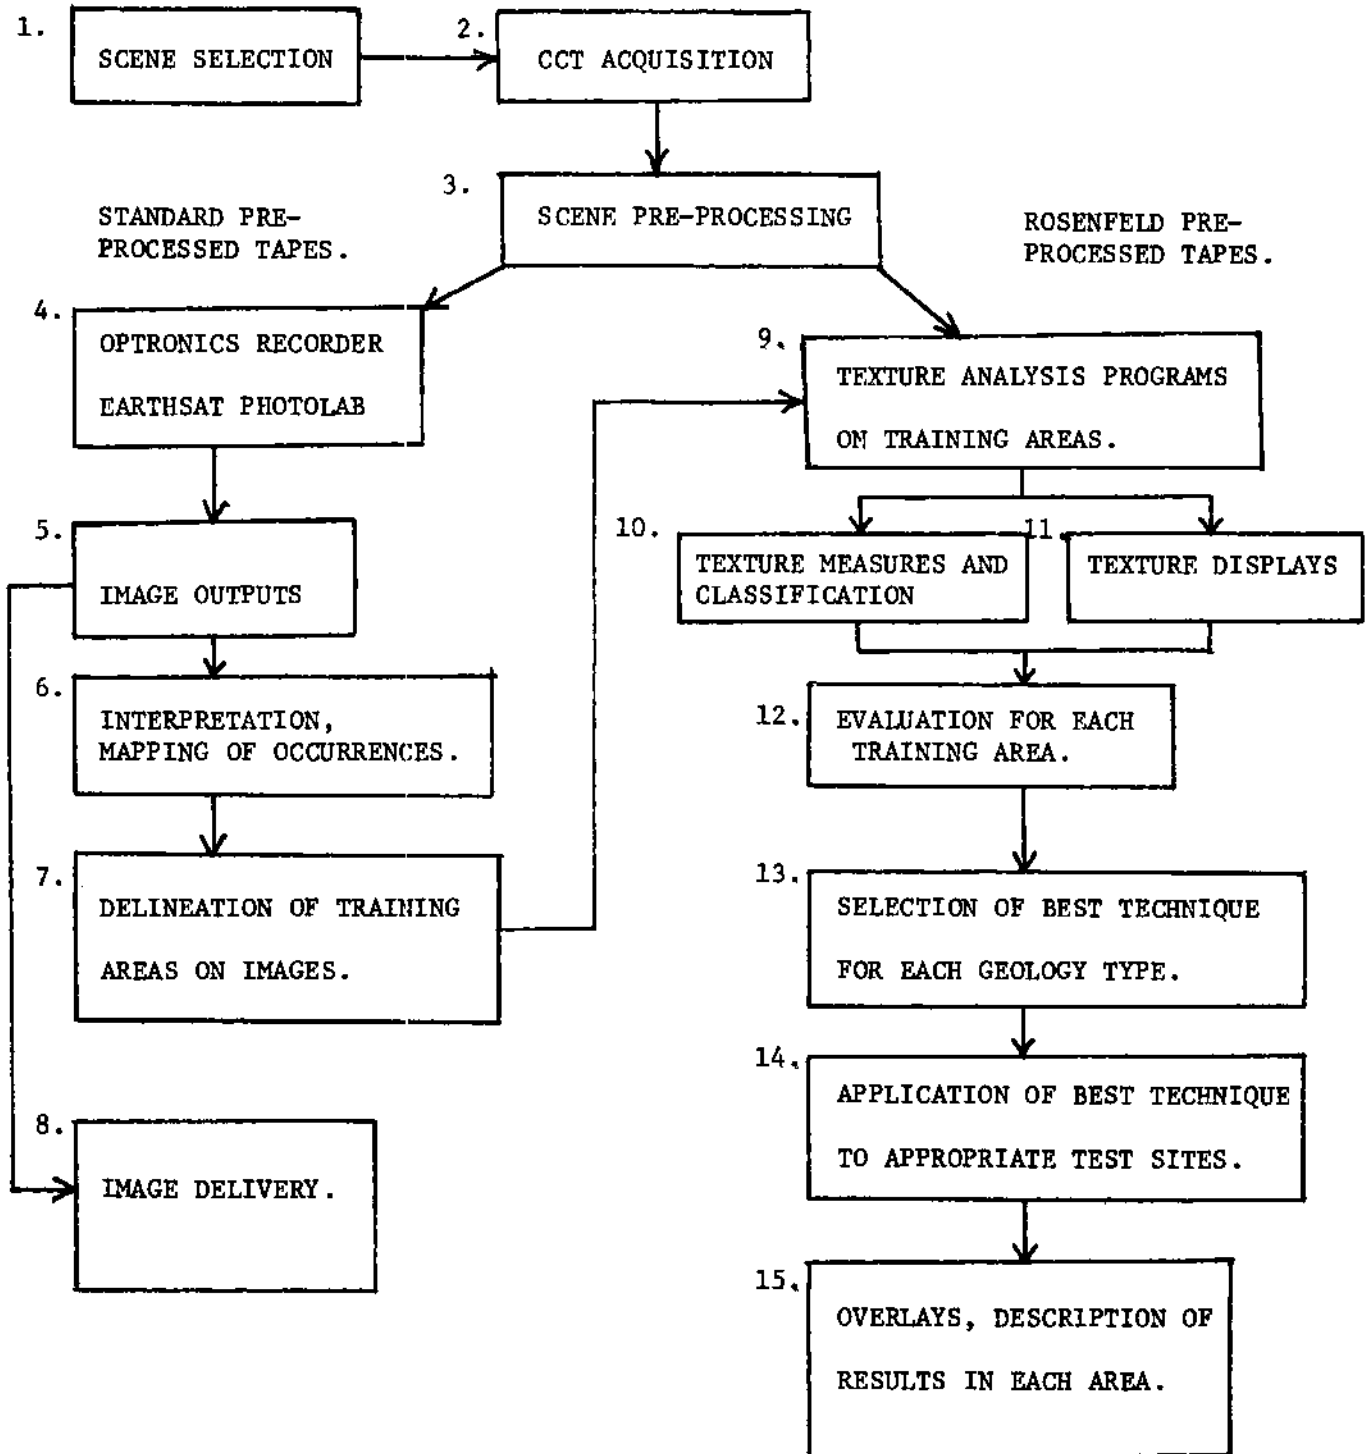 1.
SCENE SELECTION
2.
CCT ACQUISITION
3.
SCENE PRE-PROCESSING
STANDARD PRE-
PROCESSED TAPES.
ROSENFELD PRE-
PROCESSED TAPES.
4.
OPTRONICS RECORDER
EARTHSAT PHOTOLAB
5.
IMAGE OUTPUTS
6.
INTERPRETATION,
MAPPING OF OCCURRENCES.
7.
DELINEATION OF TRAINING
AREAS ON IMAGES.
8.
IMAGE DELIVERY.
9.
TEXTURE ANALYSIS PROGRAMS
ON TRAINING AREAS.
10.
TEXTURE MEASURES AND
CLASSIFICATION
11.
TEXTURE DISPLAYS
12.
EVALUATION FOR EACH
TRAINING AREA.
13.
SELECTION OF BEST TECHNIQUE
FOR EACH GEOLOGY TYPE.
14.
APPLICATION OF BEST TECHNIQUE
TO APPROPRIATE TEST SITES.
15.
OVERLAYS, DESCRIPTION OF
RESULTS IN EACH AREA.